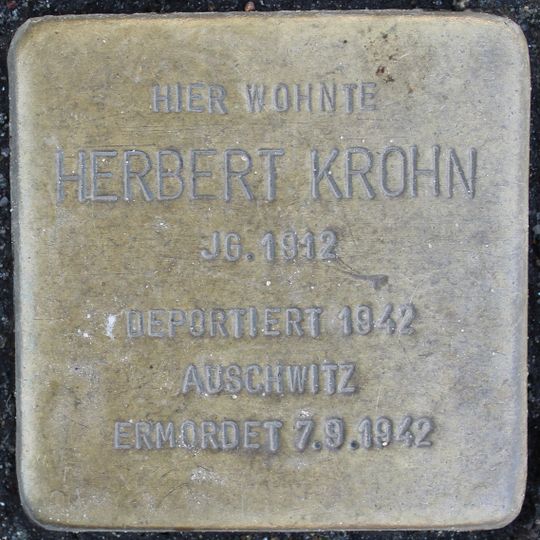 HIER WOHNTE
HERBERT KROHN
JG. 1912
DEPORTIERT 1942
AUSCHWITZ
ERMORDET 7.9.1942